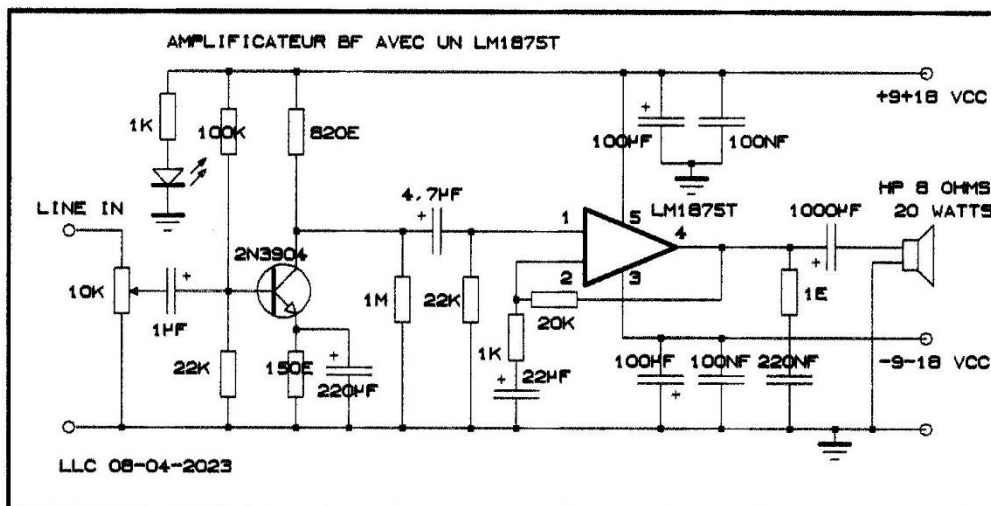 AMPLIFICATEUR BF AVEC UN LM1875T
+9+18 VCC
1K
100K
820E
100µF
+
100NF
HP 8 OHMS
20 WATTS
4.7µF
+
LM1875T
1000µF
+
LINE IN
1
5
4
2N3904
2
3
10K
+
1µF
1M
22K
20K
1E
1K
22K
150E
+
220µF
+
22µF
100µF
+
100NF
220NF
-9-18 VCC
LLC 08-04-2023